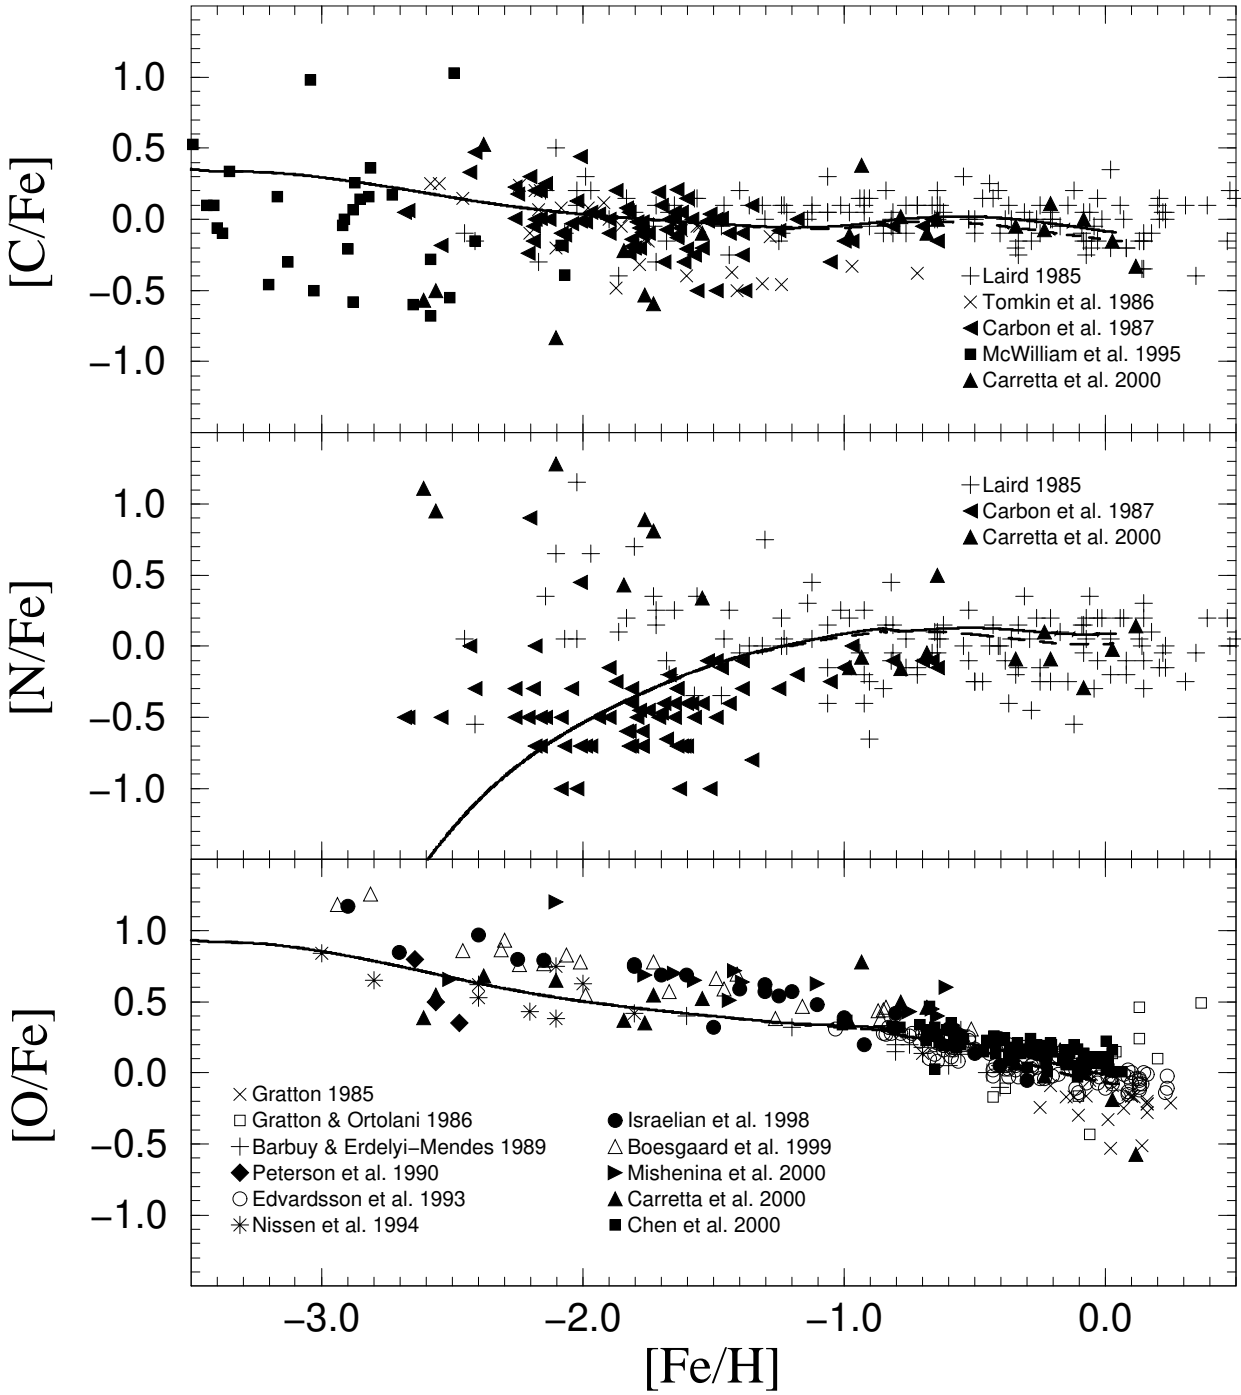 [C/Fe]
1.0
0.5
0.0
−0.5
−1.0
Laird 1985
Tomkin et al. 1986
Carbon et al. 1987
McWilliam et al. 1995
Carretta et al. 2000
[N/Fe]
1.0
0.5
0.0
−0.5
−1.0
Laird 1985
Carbon et al. 1987
Carretta et al. 2000
[O/Fe]
1.0
0.5
0.0
−0.5
−1.0
Gratton 1985
Gratton & Ortolani 1986
Barbuy & Erdelyi−Mendes 1989
Peterson et al. 1990
Edvardsson et al. 1993
Nissen et al. 1994
Israelian et al. 1998
Boesgaard et al. 1999
Mishenina et al. 2000
Carretta et al. 2000
Chen et al. 2000
−3.0 −2.0 −1.0 0.0
[Fe/H]